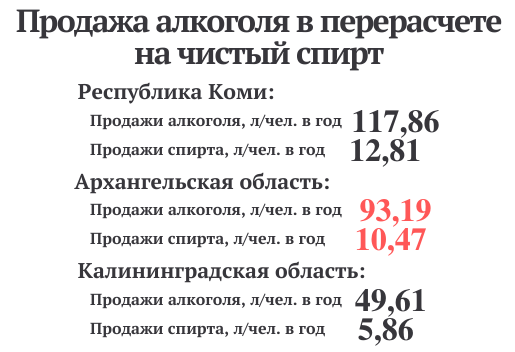 Продажа алкоголя в перерасчете
на чистый спирт
Республика Коми:
Продажи алкоголя, л/чел. в год 117,86
Продажи спирта, л/чел. в год 12,81
Архангельская область:
Продажи алкоголя, л/чел. в год 93,19
Продажи спирта, л/чел. в год 10,47
Калининградская область:
Продажи алкоголя, л/чел. в год 49,61
Продажи спирта, л/чел. в год 5,86